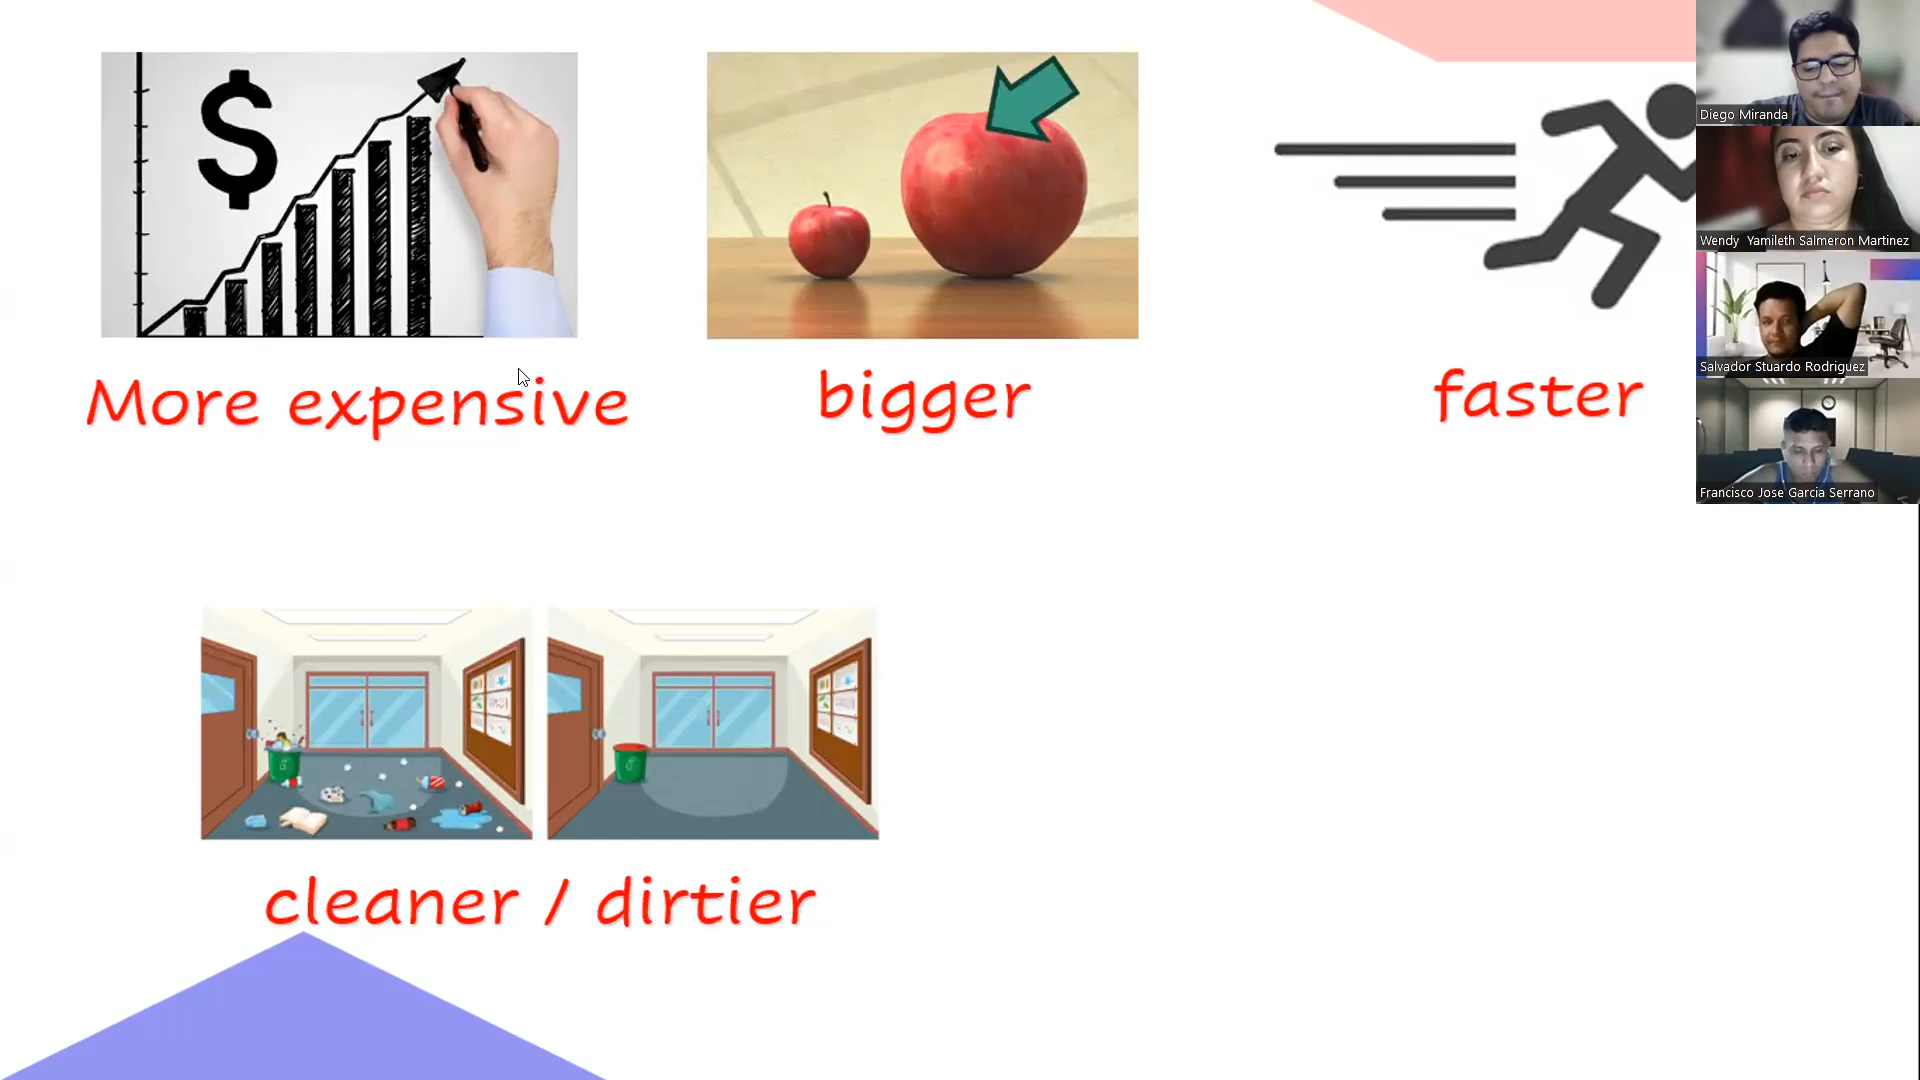 $
More expensive
bigger
faster
cleaner / dirtier
Diego Miranda
Wendy Yamileth Salmeron Martinez
Salvador Stuardo Rodriguez
Francisco Jose Garcia Serrano